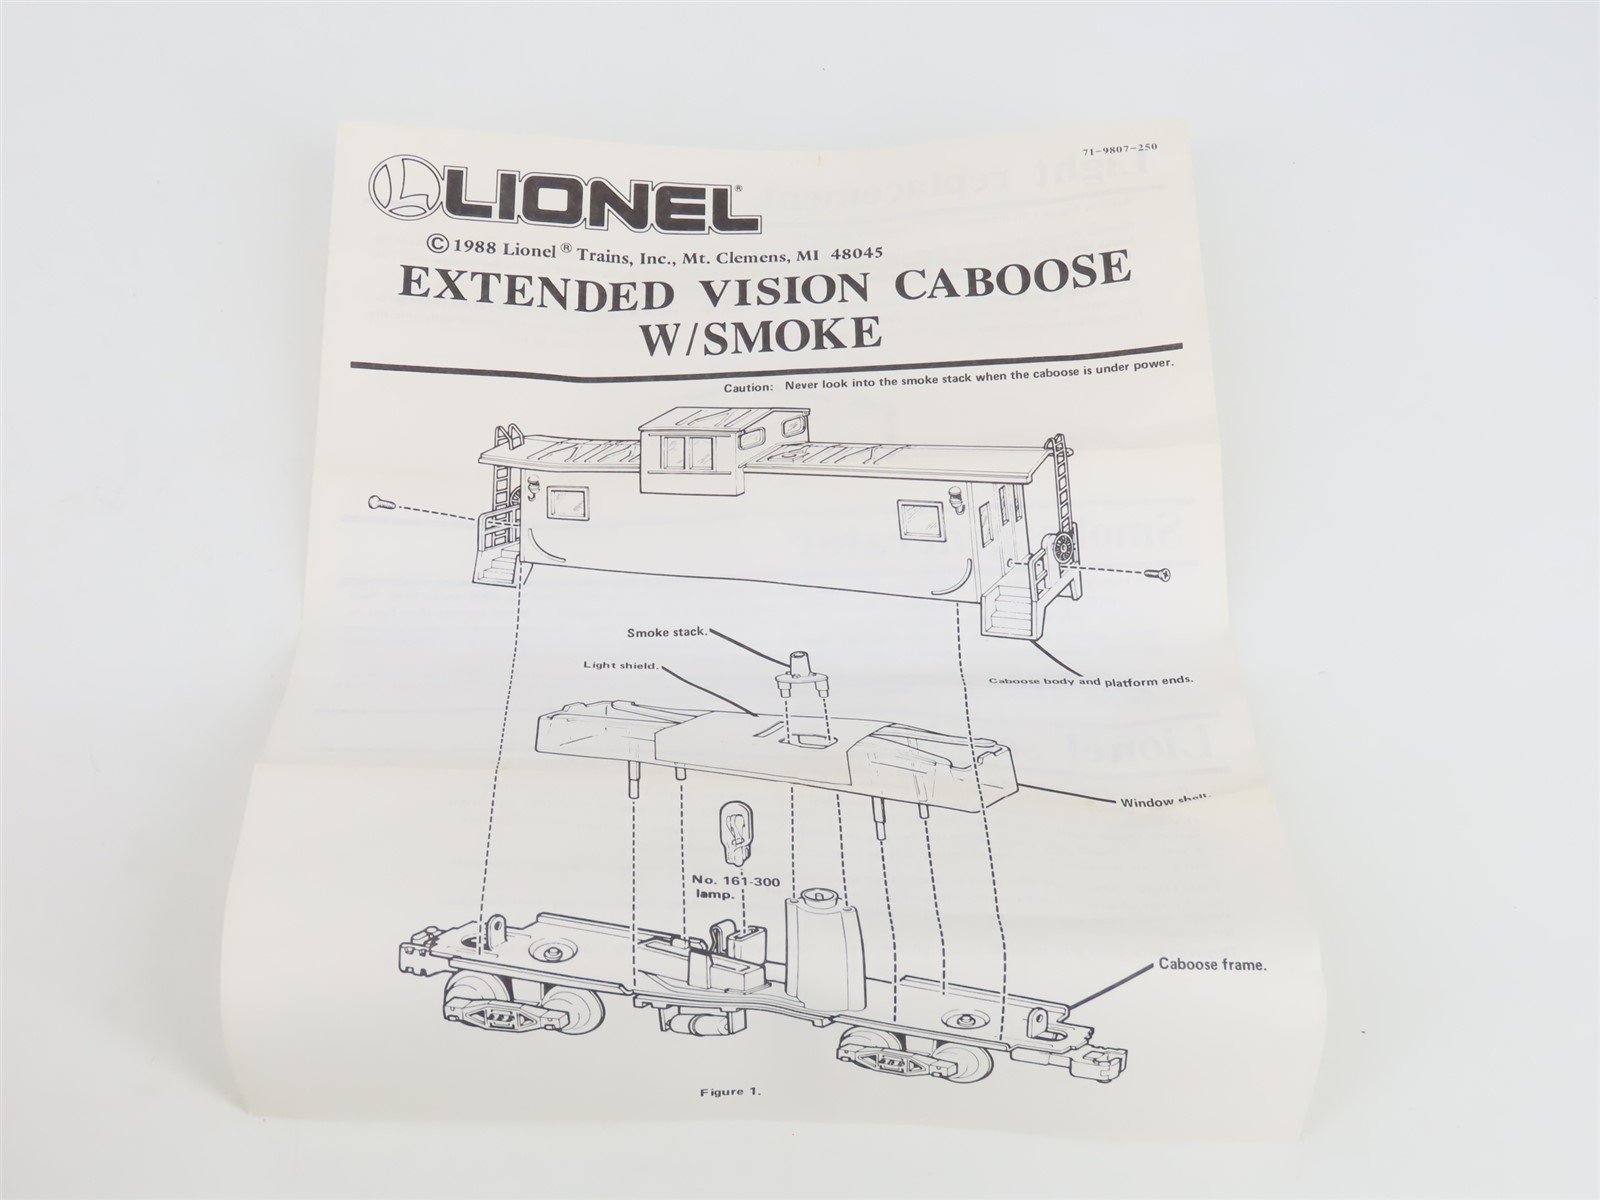 71-9807-250
LIONEL®
© 1988 Lionel® Trains, Inc., Mt. Clemens, MI 48045
EXTENDED VISION CABOOSE
W/SMOKE
Caution: Never look into the smoke stack when the caboose is under power.
Smoke stack.
Light shield.
Caboose body and platform ends.
Window shell.
No. 161-300
lamp.
Caboose frame.
Figure 1.